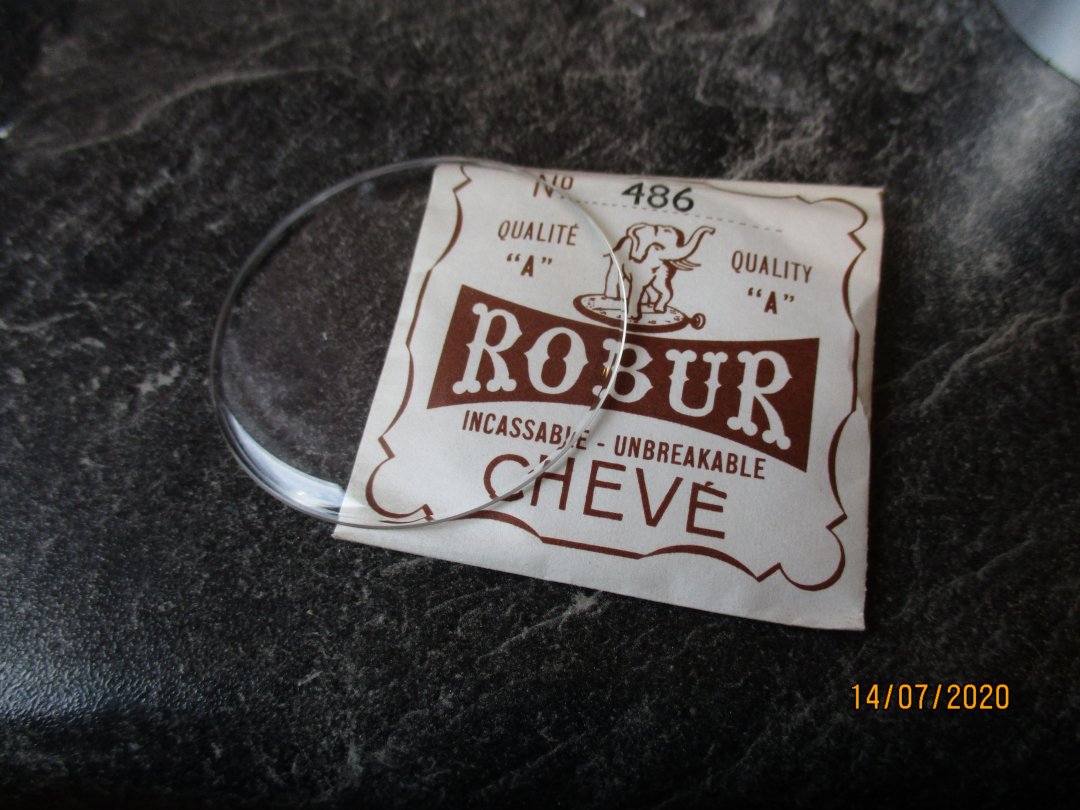 Nº 486
QUALITÉ
"A"
QUALITY
"A"
ROBUR
INCASSABLE - UNBREAKABLE
CHEVÉ
14/07/2020